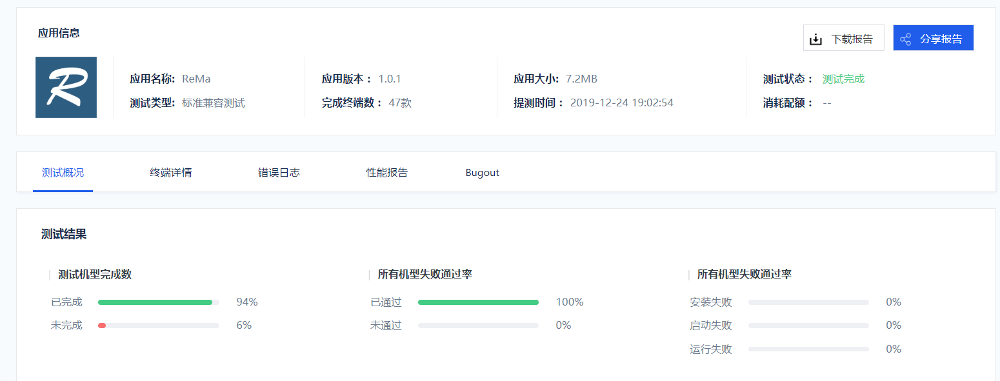 应用信息
下载报告 分享报告
R
应用名称: ReMa 应用版本： 1.0.1 应用大小: 7.2MB 测试状态： 测试完成
测试类型: 标准兼容测试 完成终端数： 47款 提测时间： 2019-12-24 19:02:54 消耗配额： --
测试概况 终端详情 错误日志 性能报告 Bugout
测试结果
测试机型完成数 所有机型失败通过率 所有机型失败通过率
已完成 94% 已通过 100% 安装失败 0%
未完成 6% 未通过 0% 启动失败 0%
运行失败 0%